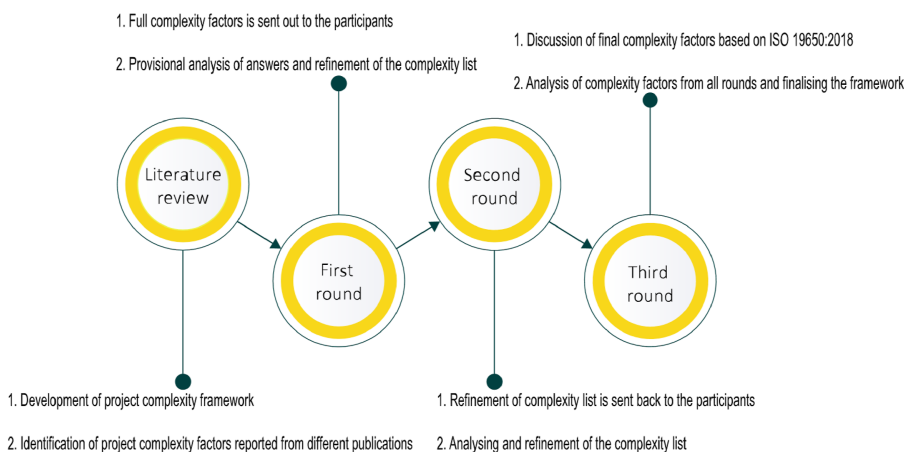 1. Full complexity factors is sent out to the participants
2. Provisional analysis of answers and refinement of the complexity list
1. Discussion of final complexity factors based on ISO 19650:2018
2. Analysis of complexity factors from all rounds and finalising the framework
Literature
review
First
round
Second
round
Third
round
1. Development of project complexity framework
2. Identification of project complexity factors reported from different publications
1. Refinement of complexity list is sent back to the participants
2. Analysing and refinement of the complexity list